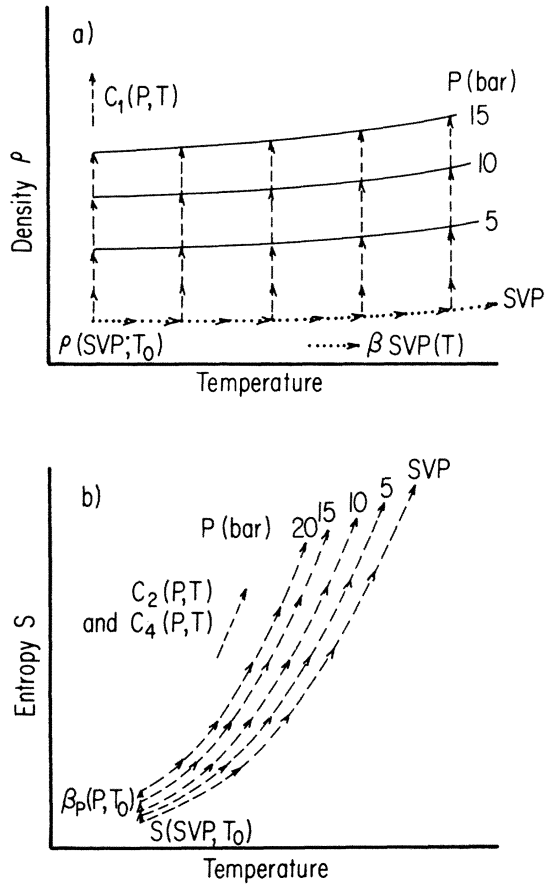 a)
C₁(P,T)
P(bar)
15
10
5
SVP
Density ρ
ρ(SVP;T₀)
β SVP(T)
Temperature
b)
SVP
5
10
15
20
P(bar)
C₂(P,T)
and C₄(P,T)
Entropy S
βₚ(P,T₀)
S(SVP,T₀)
Temperature